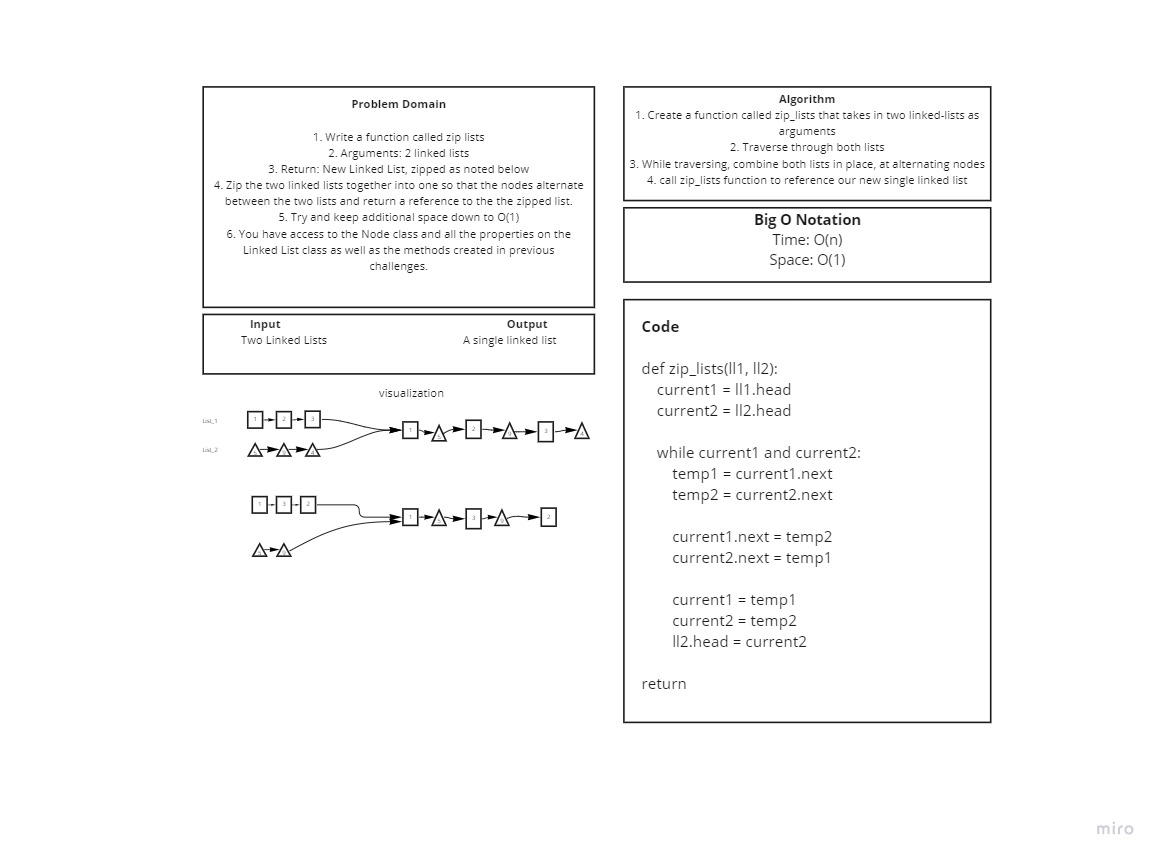 Problem Domain
1. Write a function called zip lists
2. Arguments: 2 linked lists
3. Return: New Linked List, zipped as noted below
4. Zip the two linked lists together into one so that the nodes alternate
between the two lists and return a reference to the the zipped list.
5. Try and keep additional space down to O(1)
6. You have access to the Node class and all the properties on the
Linked List class as well as the methods created in previous
challenges.
Input
Output
Two Linked Lists
A single linked list
visualization
List_1
1 2 3
1 2 3
List_2
1 3 2
1 3 2
Algorithm
1. Create a function called zip_lists that takes in two linked-lists as
arguments
2. Traverse through both lists
3. While traversing, combine both lists in place, at alternating nodes
4. call zip_lists function to reference our new single linked list
Big O Notation
Time: O(n)
Space: O(1)
Code
def zip_lists(ll1, ll2):
current1 = ll1.head
current2 = ll2.head
while current1 and current2:
temp1 = current1.next
temp2 = current2.next
current1.next = temp2
current2.next = temp1
current1 = temp1
current2 = temp2
ll2.head = current2
return
miro